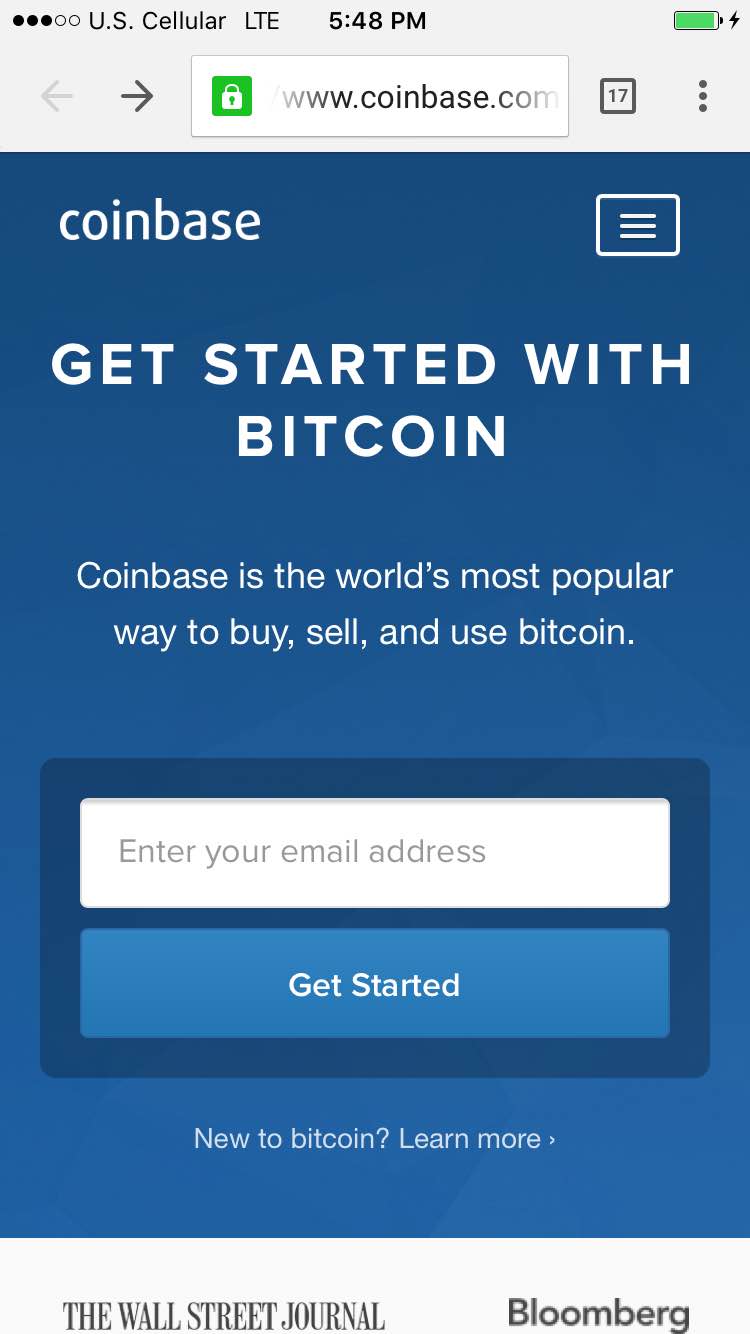 U.S. Cellular LTE 5:48 PM
www.coinbase.com 17
coinbase
GET STARTED WITH
BITCOIN
Coinbase is the world’s most popular
way to buy, sell, and use bitcoin.
Enter your email address
Get Started
New to bitcoin? Learn more ›
THE WALL STREET JOURNAL Bloomberg